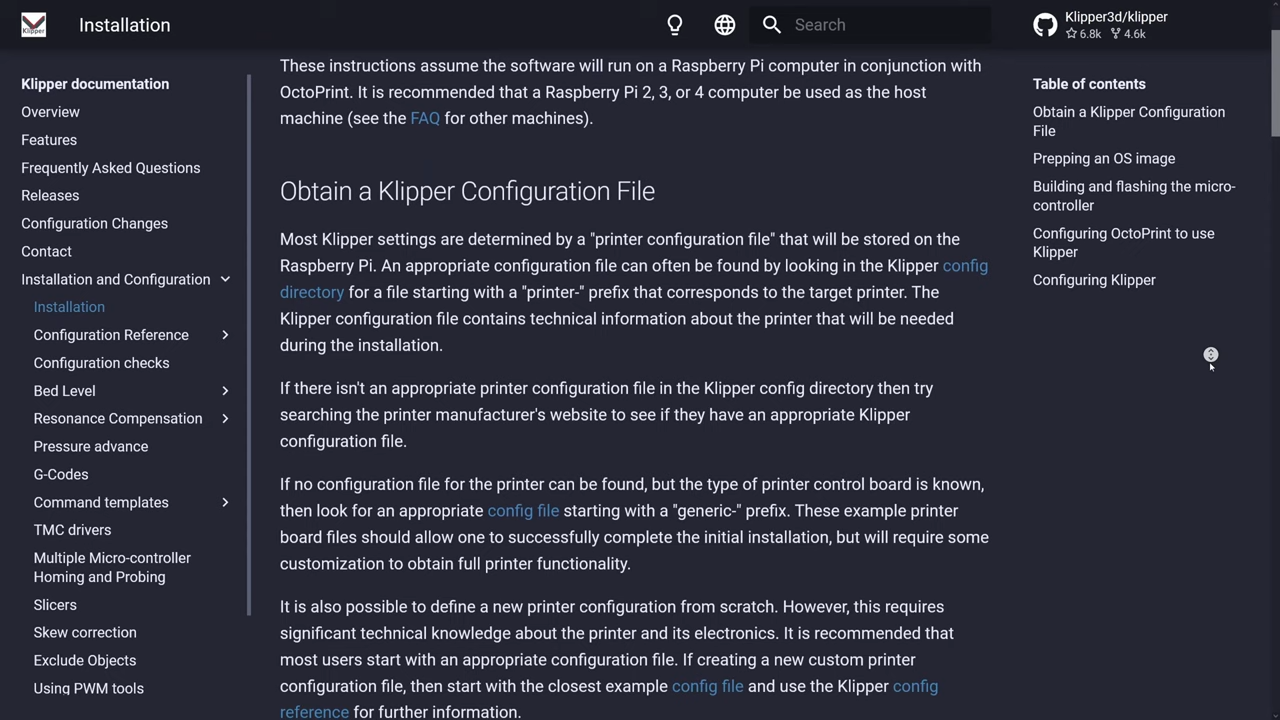 Klipper
Installation
Search
Klipper3d/klipper
6.8k 4.6k
Klipper documentation
Overview
Features
Frequently Asked Questions
Releases
Configuration Changes
Contact
Installation and Configuration
Installation
Configuration Reference
Configuration checks
Bed Level
Resonance Compensation
Pressure advance
G-Codes
Command templates
TMC drivers
Multiple Micro-controller
Homing and Probing
Slicers
Skew correction
Exclude Objects
Using PWM tools
These instructions assume the software will run on a Raspberry Pi computer in conjunction with
OctoPrint. It is recommended that a Raspberry Pi 2, 3, or 4 computer be used as the host
machine (see the FAQ for other machines).
Obtain a Klipper Configuration File
Most Klipper settings are determined by a "printer configuration file" that will be stored on the
Raspberry Pi. An appropriate configuration file can often be found by looking in the Klipper config
directory for a file starting with a "printer-" prefix that corresponds to the target printer. The
Klipper configuration file contains technical information about the printer that will be needed
during the installation.
If there isn't an appropriate printer configuration file in the Klipper config directory then try
searching the printer manufacturer's website to see if they have an appropriate Klipper
configuration file.
If no configuration file for the printer can be found, but the type of printer control board is known,
then look for an appropriate config file starting with a "generic-" prefix. These example printer
board files should allow one to successfully complete the initial installation, but will require some
customization to obtain full printer functionality.
It is also possible to define a new printer configuration from scratch. However, this requires
significant technical knowledge about the printer and its electronics. It is recommended that
most users start with an appropriate configuration file. If creating a new custom printer
configuration file, then start with the closest example config file and use the Klipper config
reference for further information.
Table of contents
Obtain a Klipper Configuration
File
Prepping an OS image
Building and flashing the micro-
controller
Configuring OctoPrint to use
Klipper
Configuring Klipper